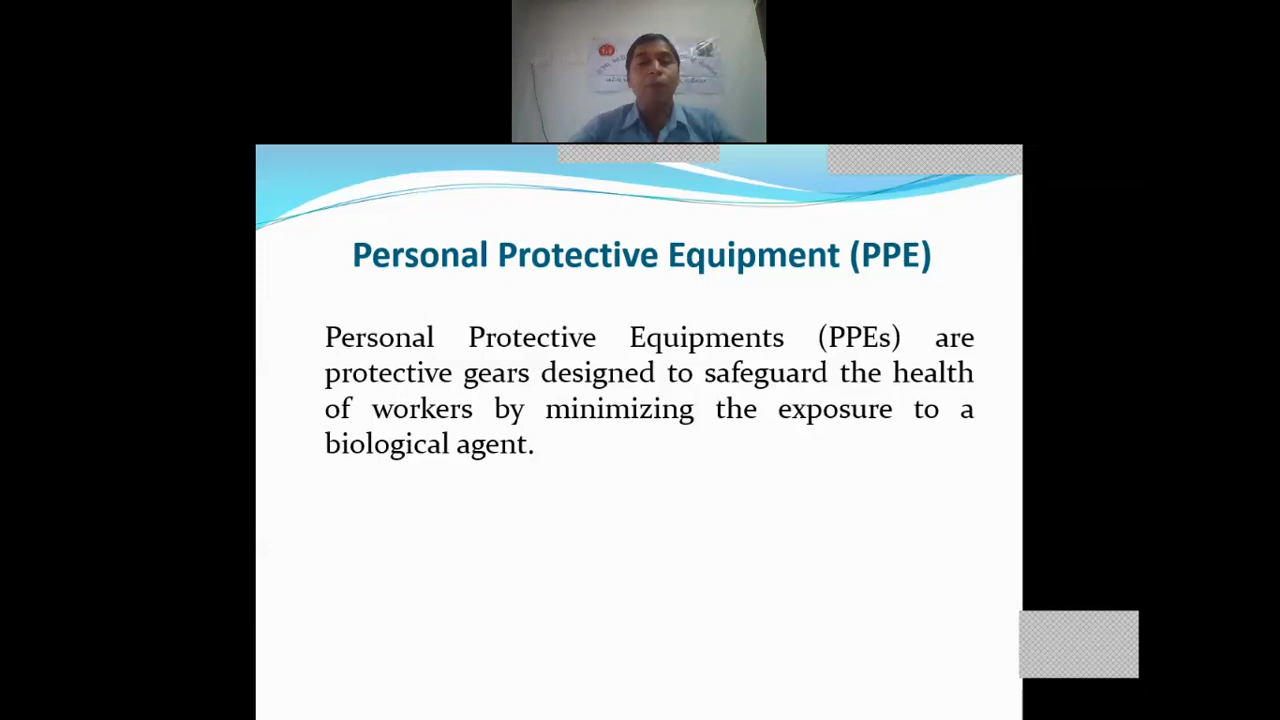 Personal Protective Equipment (PPE)
Personal Protective Equipments (PPEs) are
protective gears designed to safeguard the health
of workers by minimizing the exposure to a
biological agent.